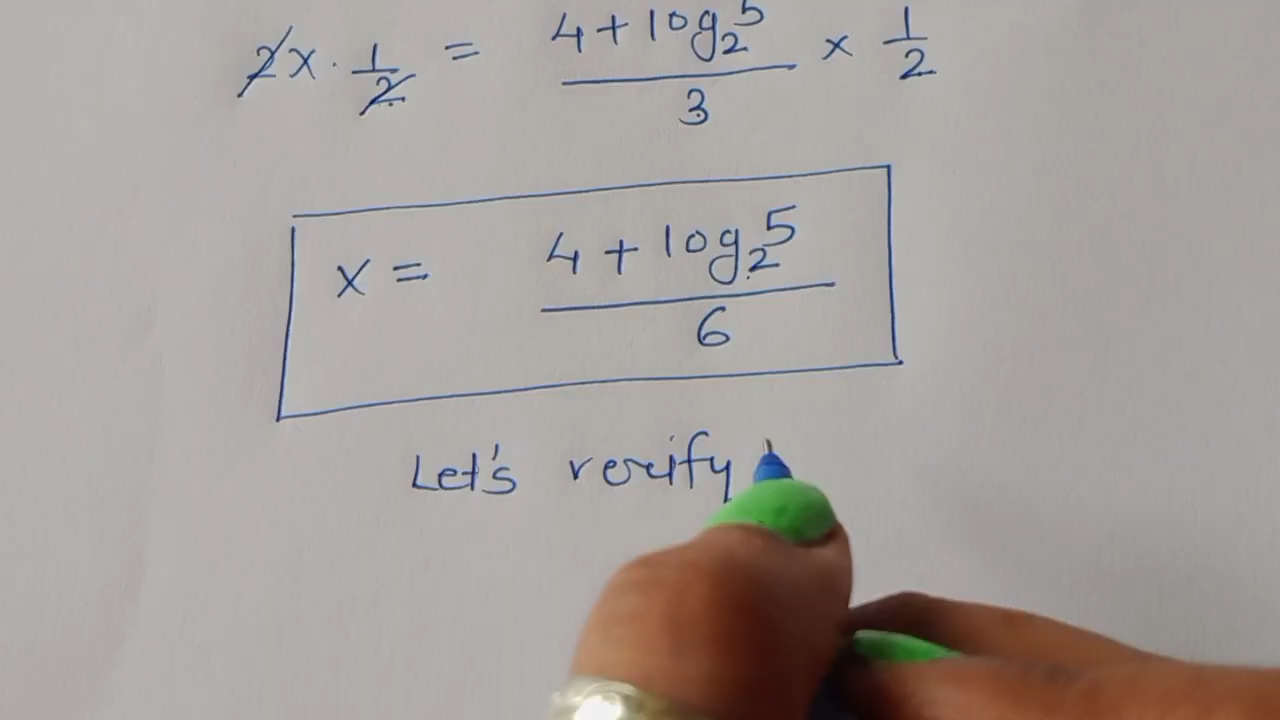 2x · 1/2 = (4 + log₂5)/3 × 1/2
x = (4 + log₂5)/6
Let's verify